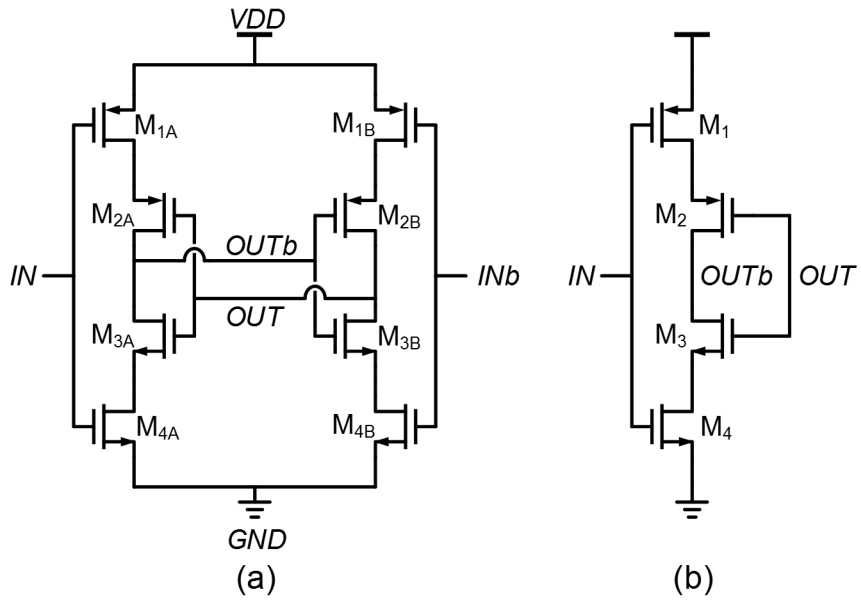 VDD
M1A
M1B
M2A
M2B
OUTb
IN
INb
OUT
M3A
M3B
M4A
M4B
GND
(a)
M1
M2
IN
OUTb
OUT
M3
M4
(b)